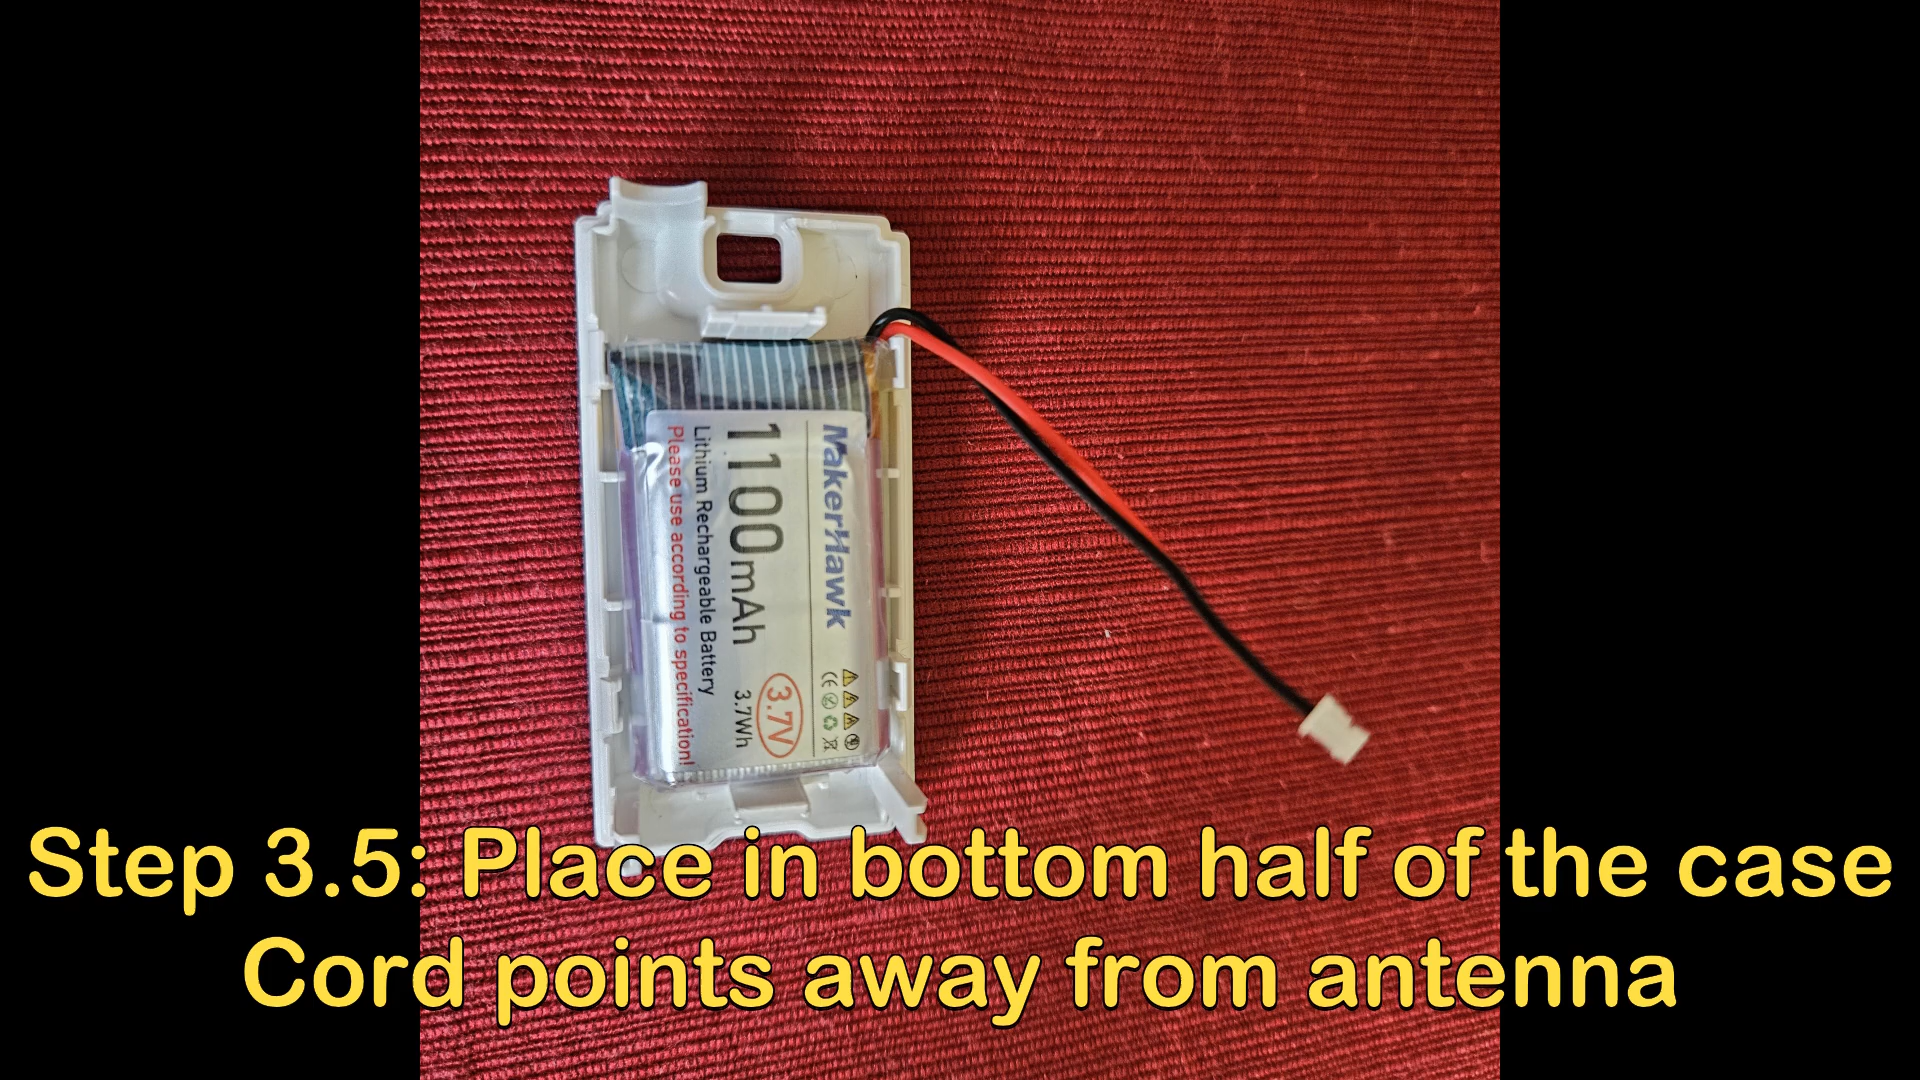 MakerHawk
1100mAh
3.7V
3.7Wh
Lithium Rechargeable Battery
Please use according to specification!
CE
Step 3.5: Place in bottom half of the case
Cord points away from antenna